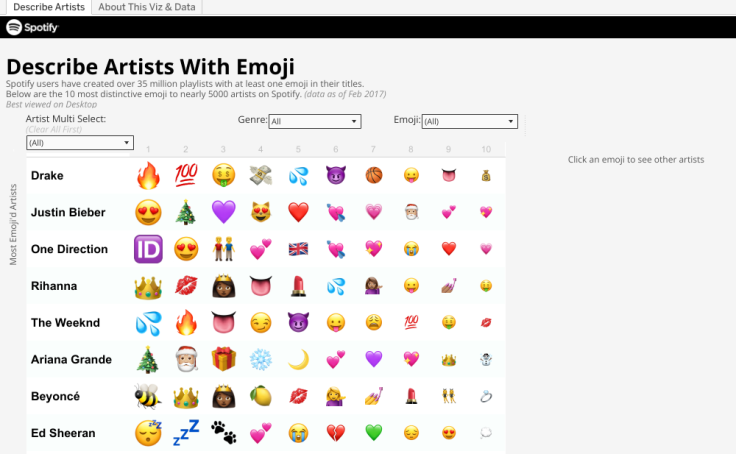 Describe Artists
About This Viz & Data
Spotify
Describe Artists With Emoji
Spotify users have created over 35 million playlists with at least one emoji in their titles.
Below are the 10 most distinctive emoji to nearly 5000 artists on Spotify. (data as of Feb 2017)
Best viewed on Desktop
Artist Multi Select:
(Clear All First)
(All)
Genre: All
Emoji: (All)
1 2 3 4 5 6 7 8 9 10
Click an emoji to see other artists
Most Emoji'd Artists
Drake
Justin Bieber
One Direction
Rihanna
The Weeknd
Ariana Grande
Beyoncé
Ed Sheeran